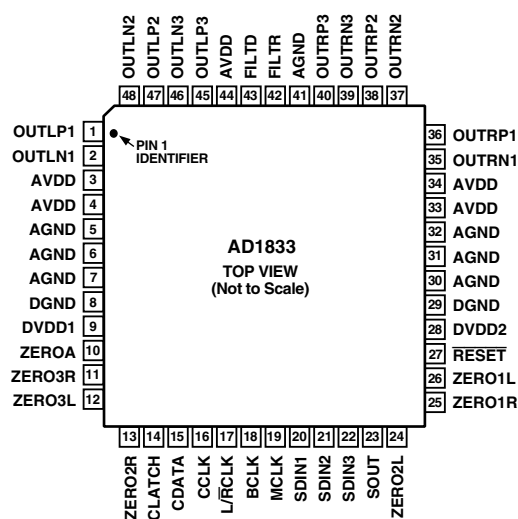 OUTLN2
OUTLP2
OUTLN3
OUTLP3
AVDD
FILTD
FILTR
AGND
OUTRP3
OUTRN3
OUTRP2
OUTRN2
48 47 46 45 44 43 42 41 40 39 38 37
OUTLP1 1
OUTLN1 2
AVDD 3
AVDD 4
AGND 5
AGND 6
AGND 7
DGND 8
DVDD1 9
ZEROA 10
ZERO3R 11
ZERO3L 12
PIN 1
IDENTIFIER
AD1833
TOP VIEW
(Not to Scale)
36 OUTRP1
35 OUTRN1
34 AVDD
33 AVDD
32 AGND
31 AGND
30 AGND
29 DGND
28 DVDD2
27 RESET
26 ZERO1L
25 ZERO1R
13 14 15 16 17 18 19 20 21 22 23 24
ZERO2R
CLATCH
CDATA
CCLK
L/RCLK
BCLK
MCLK
SDIN1
SDIN2
SDIN3
SOUT
ZERO2L